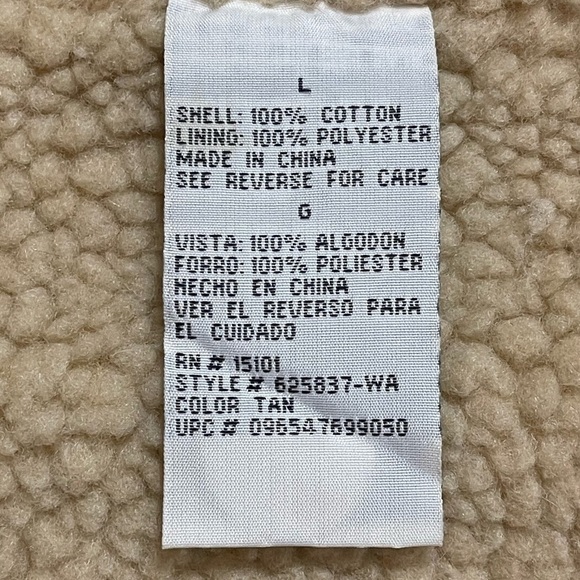 L
SHELL: 100% COTTON
LINING: 100% POLYESTER
MADE IN CHINA
SEE REVERSE FOR CARE
G
VISTA: 100% ALGODON
FORRO: 100% POLIESTER
HECHO EN CHINA
VER EL REVERSO PARA
EL CUIDADO
RN # 15101
STYLE # 625837-WA
COLOR TAN
UPC # 096547699050